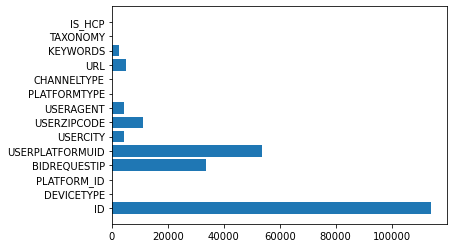 IS_HCP
TAXONOMY
KEYWORDS
URL
CHANNELTYPE
PLATFORMTYPE
USERAGENT
USERZIPCODE
USERCITY
USERPLATFORMUID
BIDREQUESTIP
PLATFORM_ID
DEVICETYPE
ID
0 20000 40000 60000 80000 100000